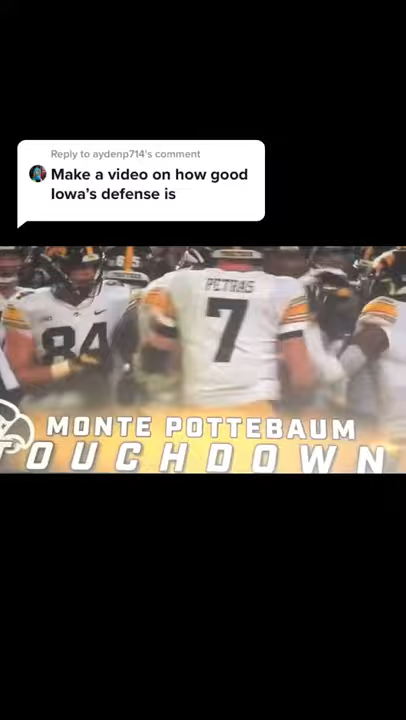 Reply to aydenp714's comment
Make a video on how good
Iowa's defense is
PETRAS
84
7
MONTE POTTEBAUM
TOUCHDOWN